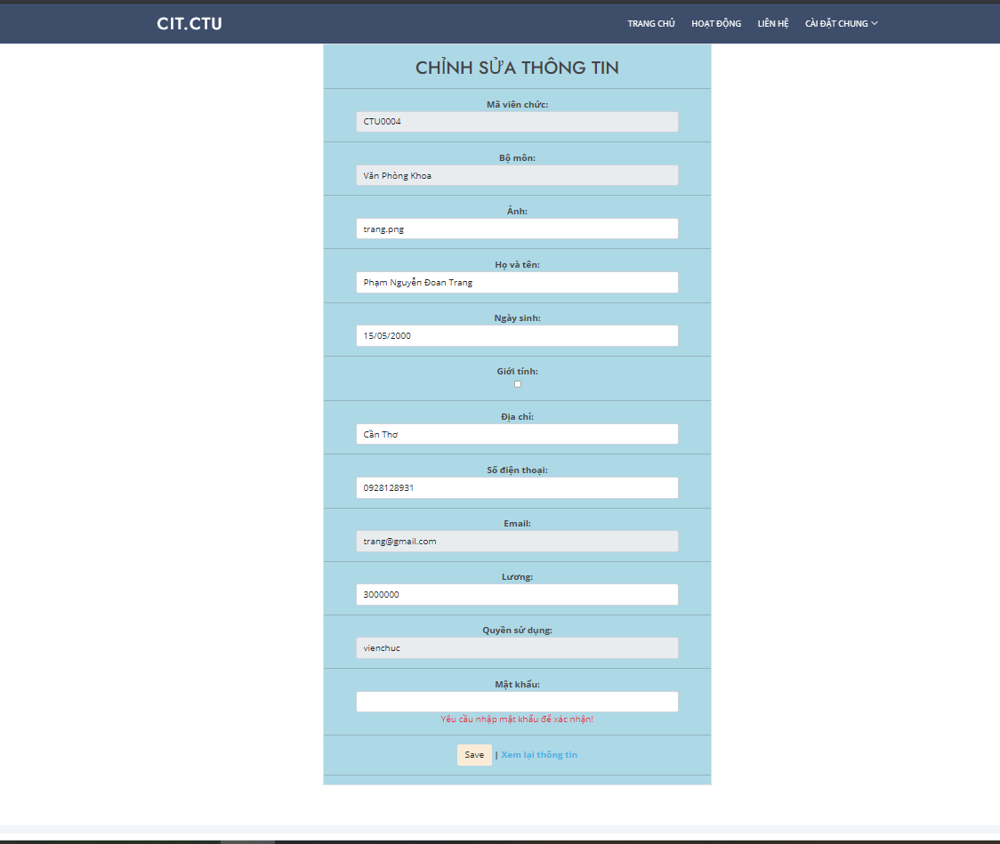 CIT.CTU
TRANG CHỦ HOẠT ĐỘNG LIÊN HỆ CÀI ĐẶT CHUNG
CHỈNH SỬA THÔNG TIN
Mã viên chức:
CTU0004
Bộ môn:
Văn Phòng Khoa
Ảnh:
trang.png
Họ và tên:
Phạm Nguyễn Đoan Trang
Ngày sinh:
15/05/2000
Giới tính:
Địa chỉ:
Cần Thơ
Số điện thoại:
0928128931
Email:
trang@gmail.com
Lương:
3000000
Quyền sử dụng:
vienchuc
Mật khẩu:
Yêu cầu nhập mật khẩu để xác nhận!
Save | Xem lại thông tin